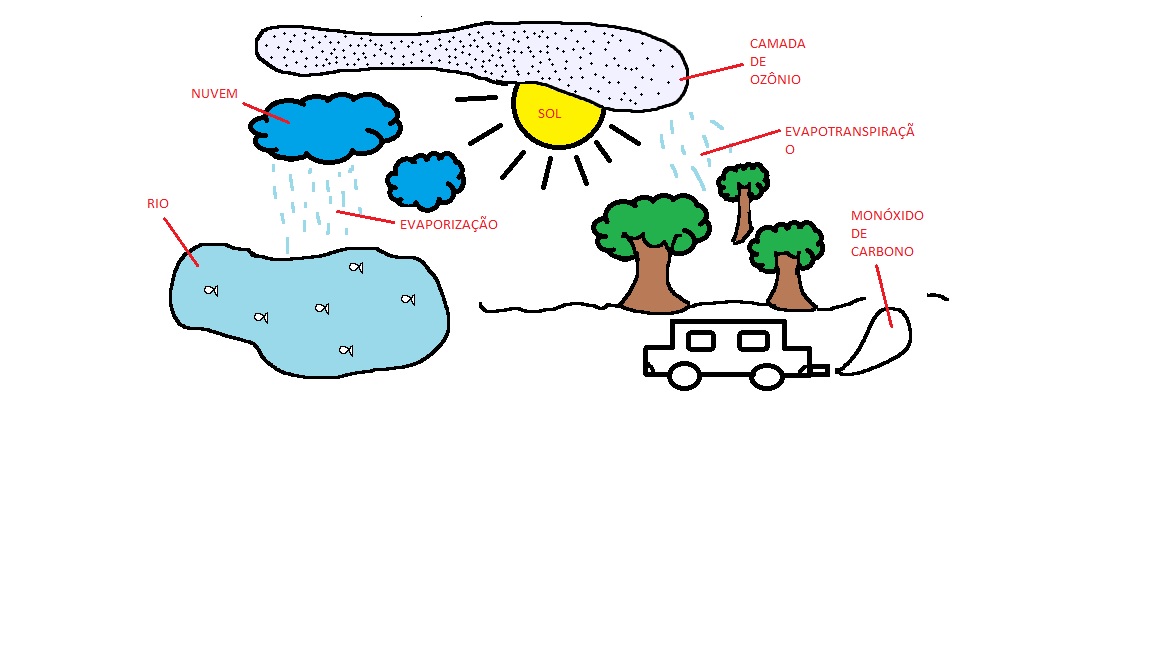 CAMADA
DE
OZÔNIO
NUVEM
SOL
EVAPOTRANSPIRAÇÃ
O
RIO
EVAPORIZAÇÃO
MONÓXIDO
DE
CARBONO